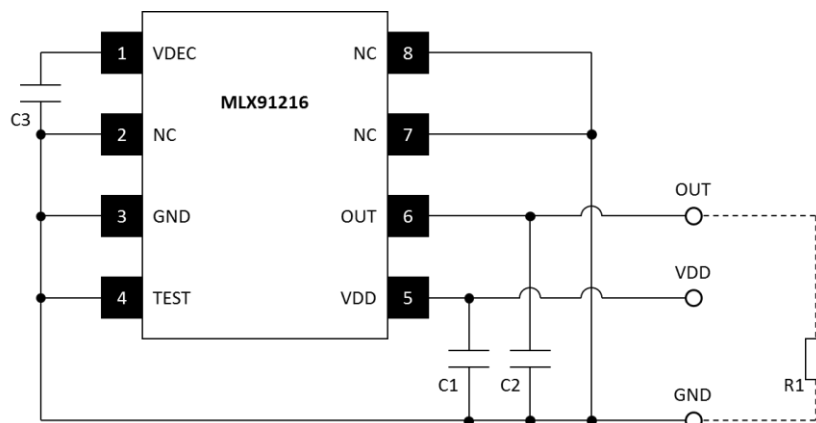 1 VDEC NC 8
MLX91216
C3
2 NC NC 7
OUT
3 GND OUT 6
VDD
4 TEST VDD 5
C1 C2 R1
GND